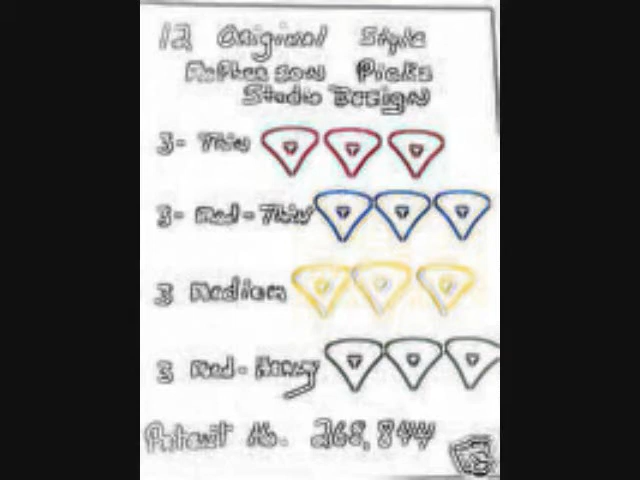 12 Original Style
McPherson Picks
Studio Design
3- Thin
3- Med-Thin
3 Medium
3 Med-Heavy
Patent No. 268,844